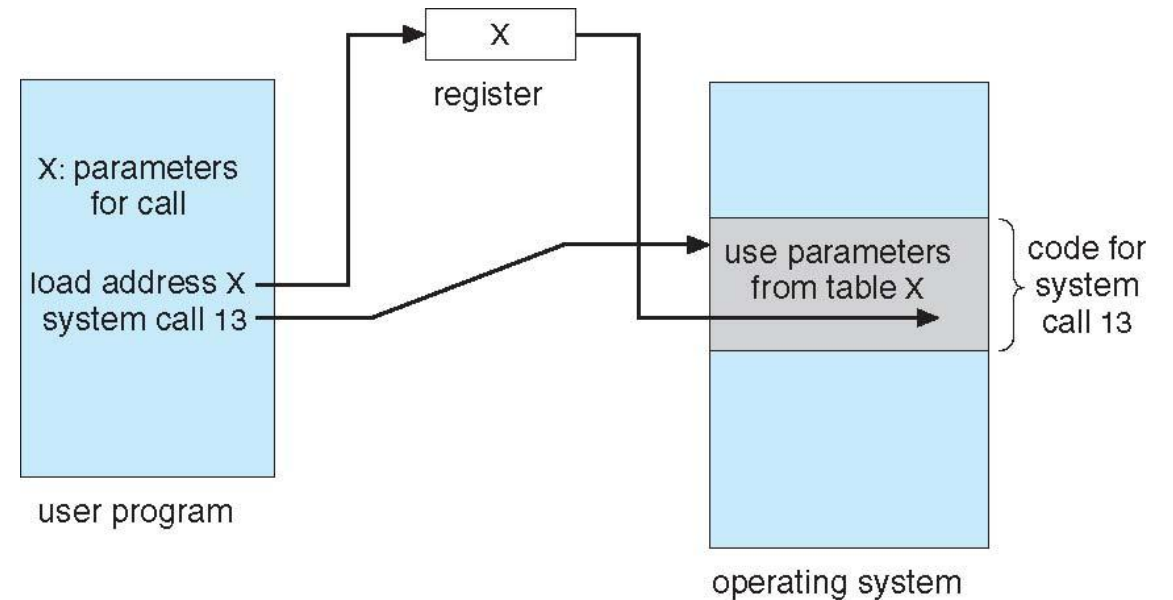 X
register
X: parameters
for call
load address X
system call 13
use parameters
from table X
code for
system
call 13
user program
operating system